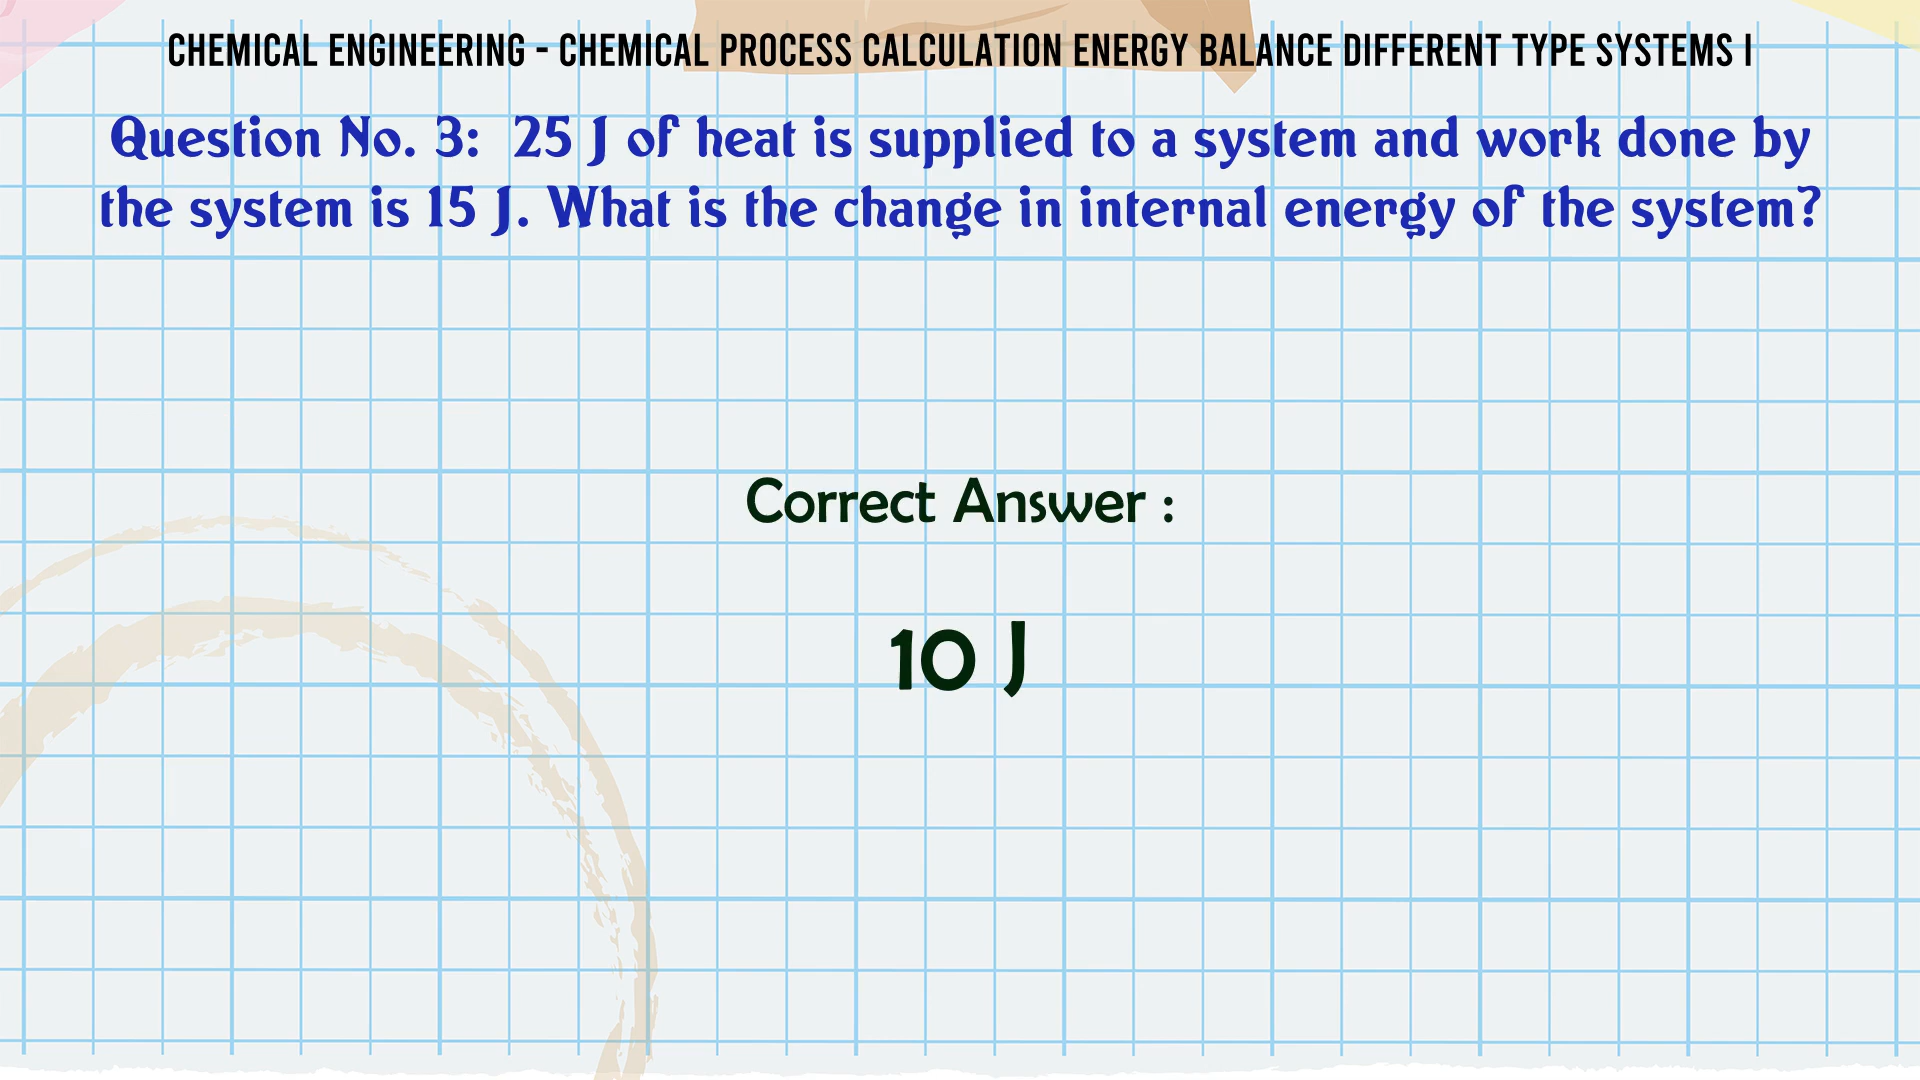 CHEMICAL ENGINEERING - CHEMICAL PROCESS CALCULATION ENERGY BALANCE DIFFERENT TYPE SYSTEMS I
Question No. 3: 25 J of heat is supplied to a system and work done by
the system is 15 J. What is the change in internal energy of the system?
Correct Answer :
10 J